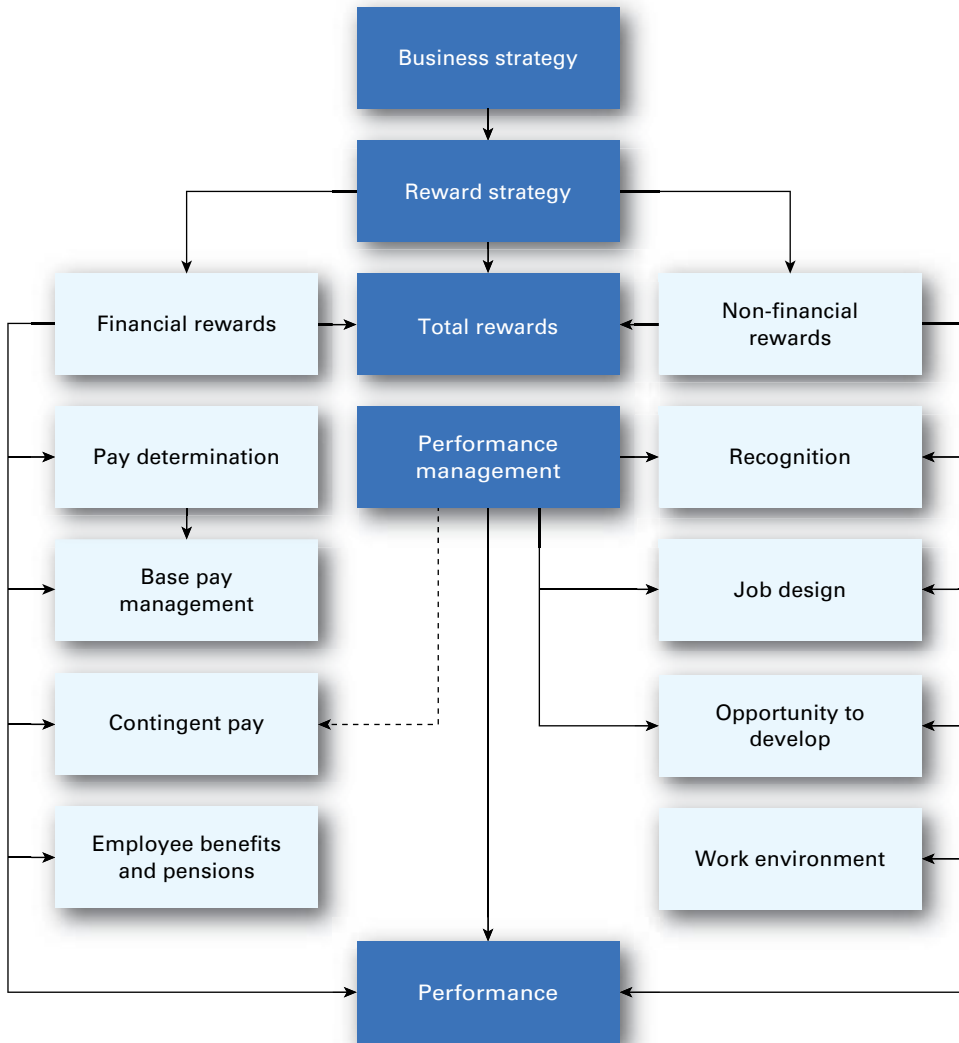 Business strategy
Reward strategy
Financial rewards
Total rewards
Non-financial
rewards
Pay determination
Performance
management
Recognition
Base pay
management
Job design
Contingent pay
Opportunity to
develop
Employee benefits
and pensions
Work environment
Performance